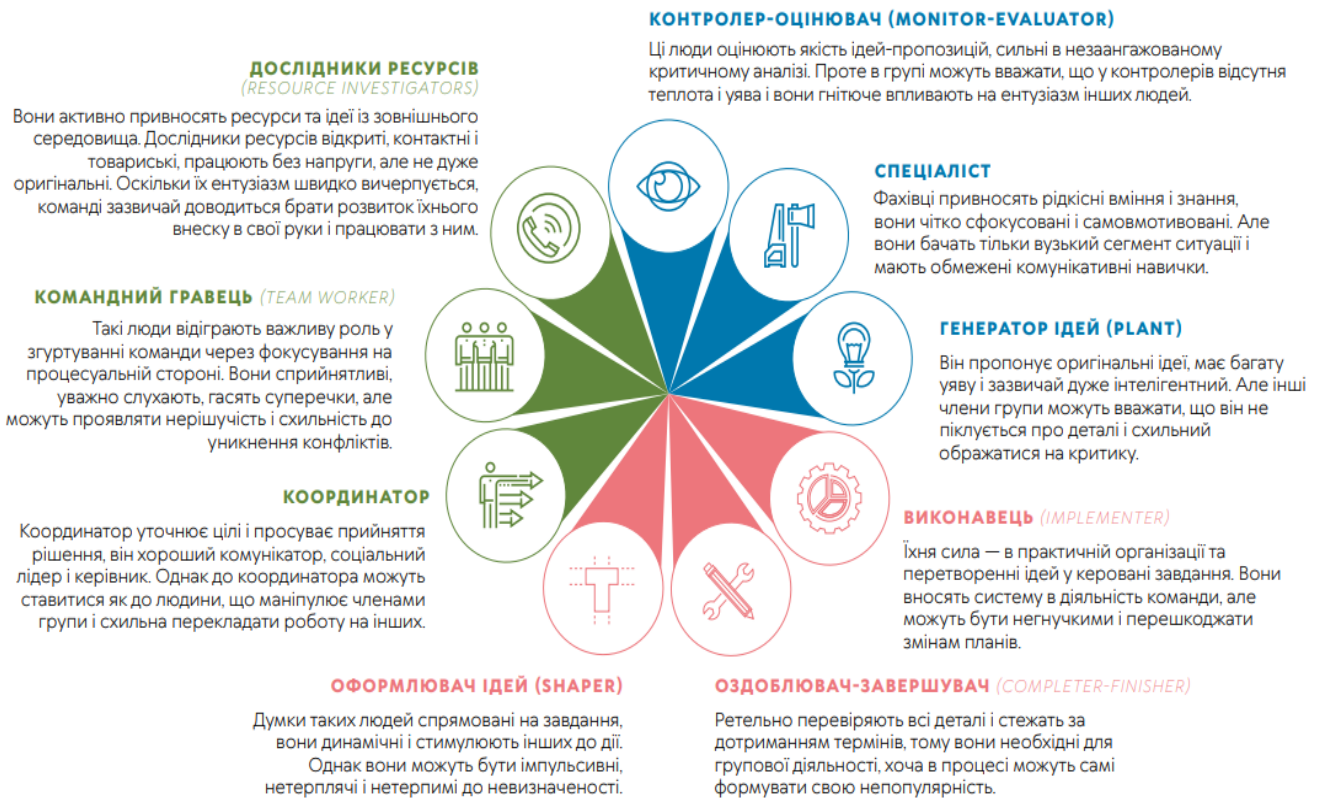 КОНТРОЛЕР-ОЦІНЮВАЧ (MONITOR-EVALUATOR)
Ці люди оцінюють якість ідей-пропозицій, сильні в незаангажованому
критичному аналізі. Проте в групі можуть вважати, що у контролерів відсутня
теплота і уява і вони гнітюче впливають на ентузіазм інших людей.
ДОСЛІДНИКИ РЕСУРСІВ
(RESOURCE INVESTIGATORS)
Вони активно привносять ресурси та ідеї із зовнішнього
середовища. Дослідники ресурсів відкриті, контактні і
товариські, працюють без напруги, але не дуже
оригінальні. Оскільки їх ентузіазм швидко вичерпується,
команді зазвичай доводиться брати розвиток їхнього
внеску в свої руки і працювати з ним.
СПЕЦІАЛІСТ
Фахівці привносять рідкісні вміння і знання,
вони чітко сфокусовані і самовмотивовані. Але
вони бачать тільки вузький сегмент ситуації і
мають обмежені комунікативні навички.
КОМАНДНИЙ ГРАВЕЦЬ (TEAM WORKER)
Такі люди відіграють важливу роль у
згуртуванні команди через фокусування на
процесуальній стороні. Вони сприйнятливі,
уважно слухають, гасять суперечки, але
можуть проявляти нерішучість і схильність до
уникнення конфліктів.
ГЕНЕРАТОР ІДЕЙ (PLANT)
Він пропонує оригінальні ідеї, має багату
уяву і зазвичай дуже інтелігентний. Але інші
члени групи можуть вважати, що він не
піклується про деталі і схильний
ображатися на критику.
КООРДИНАТОР
Координатор уточнює цілі і просуває прийняття
рішення, він хороший комунікатор, соціальний
лідер і керівник. Однак до координатора можуть
ставитися як до людини, що маніпулює членами
групи і схильна перекладати роботу на інших.
ВИКОНАВЕЦЬ (IMPLEMENTER)
Їхня сила — в практичній організації та
перетворенні ідей у керовані завдання. Вони
вносять систему в діяльність команди, але
можуть бути негнучкими і перешкоджати
змінам планів.
ОФОРМЛЮВАЧ ІДЕЙ (SHAPER)
Думки таких людей спрямовані на завдання,
вони динамічні і стимулюють інших до дії.
Однак вони можуть бути імпульсивні,
нетерплячі і нетерпимі до невизначеності.
ОЗДОБЛЮВАЧ-ЗАВЕРШУВАЧ (COMPLETER-FINISHER)
Ретельно перевіряють всі деталі і стежать за
дотриманням термінів, тому вони необхідні для
групової діяльності, хоча в процесі можуть самі
формувати свою непопулярність.